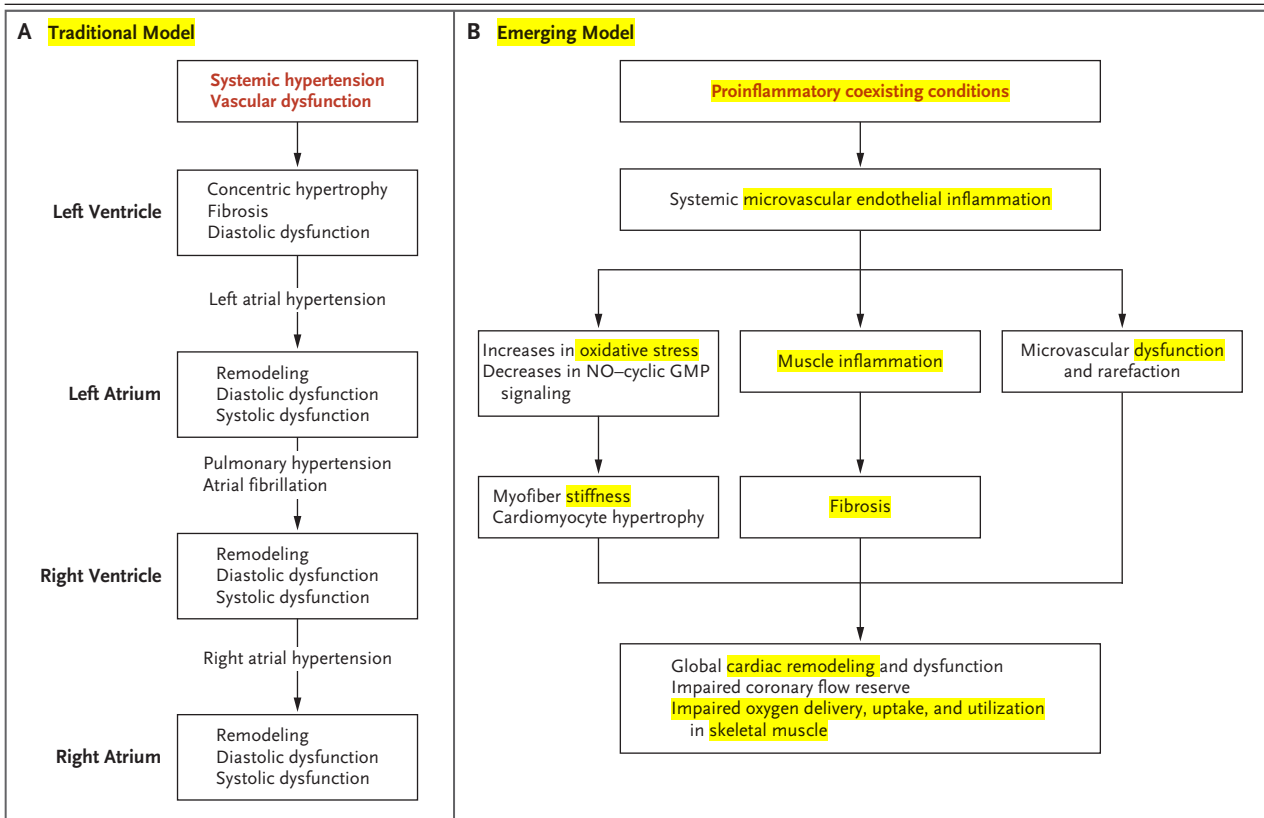 A Traditional Model
Systemic hypertension
Vascular dysfunction
Left Ventricle
Concentric hypertrophy
Fibrosis
Diastolic dysfunction
Left atrial hypertension
Left Atrium
Remodeling
Diastolic dysfunction
Systolic dysfunction
Pulmonary hypertension
Atrial fibrillation
Right Ventricle
Remodeling
Diastolic dysfunction
Systolic dysfunction
Right atrial hypertension
Right Atrium
Remodeling
Diastolic dysfunction
Systolic dysfunction
B Emerging Model
Proinflammatory coexisting conditions
Systemic microvascular endothelial inflammation
Increases in oxidative stress
Decreases in NO–cyclic GMP
signaling
Muscle inflammation
Microvascular dysfunction
and rarefaction
Myofiber stiffness
Cardiomyocyte hypertrophy
Fibrosis
Global cardiac remodeling and dysfunction
Impaired coronary flow reserve
Impaired oxygen delivery, uptake, and utilization
in skeletal muscle